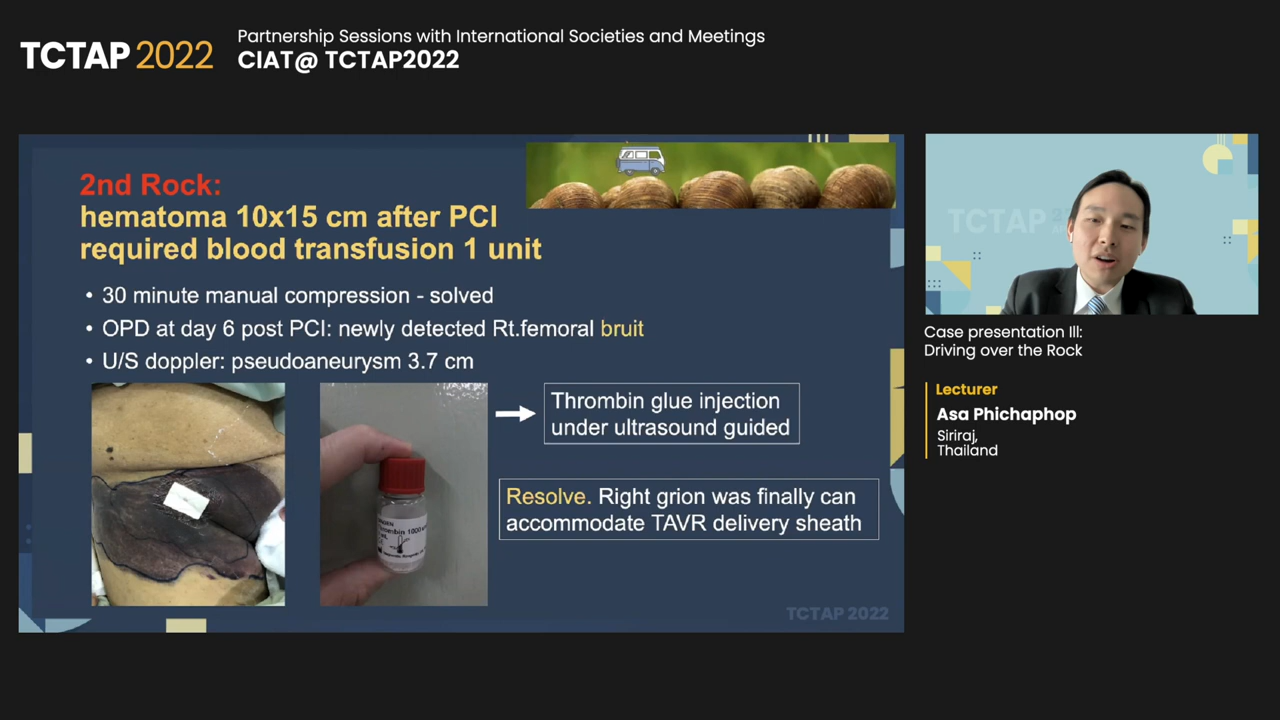 TCTAP 2022
Partnership Sessions with International Societies and Meetings
CIAT@ TCTAP2022
2nd Rock:
hematoma 10x15 cm after PCI
required blood transfusion 1 unit
• 30 minute manual compression - solved
• OPD at day 6 post PCI: newly detected Rt.femoral bruit
• U/S doppler: pseudoaneurysm 3.7 cm
Thrombin glue injection
under ultrasound guided
Resolve. Right grion was finally can
accommodate TAVR delivery sheath
TCTAP 2022
TCTAP
Case presentation III:
Driving over the Rock
Lecturer
Asa Phichaphop
Siriraj,
Thailand